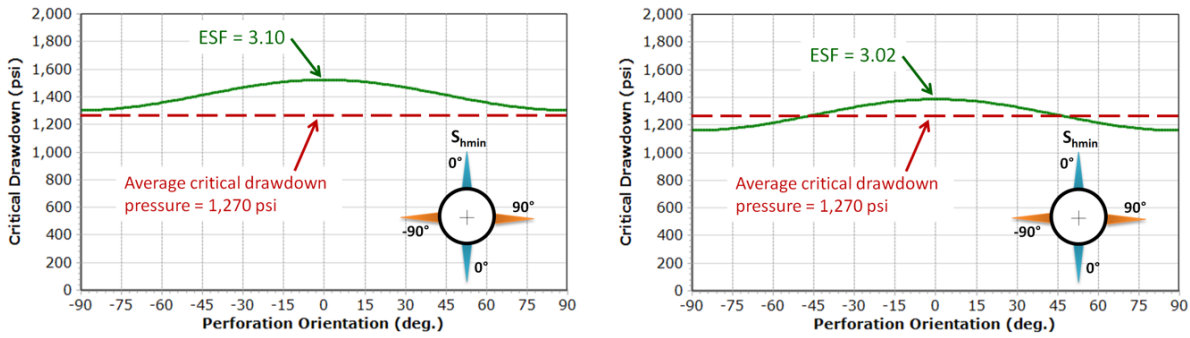 2,000
1,800
1,600
1,400
1,200
1,000
800
600
400
200
0
Critical Drawdown (psi)
ESF = 3.10
Average critical drawdown
pressure = 1,270 psi
Shmin
0°
90°
-90°
0°
-90 -75 -60 -45 -30 -15 0 15 30 45 60 75 90
Perforation Orientation (deg.)
2,000
1,800
1,600
1,400
1,200
1,000
800
600
400
200
0
Critical Drawdown (psi)
ESF = 3.02
Average critical drawdown
pressure = 1,270 psi
Shmin
0°
90°
-90°
0°
-90 -75 -60 -45 -30 -15 0 15 30 45 60 75 90
Perforation Orientation (deg.)